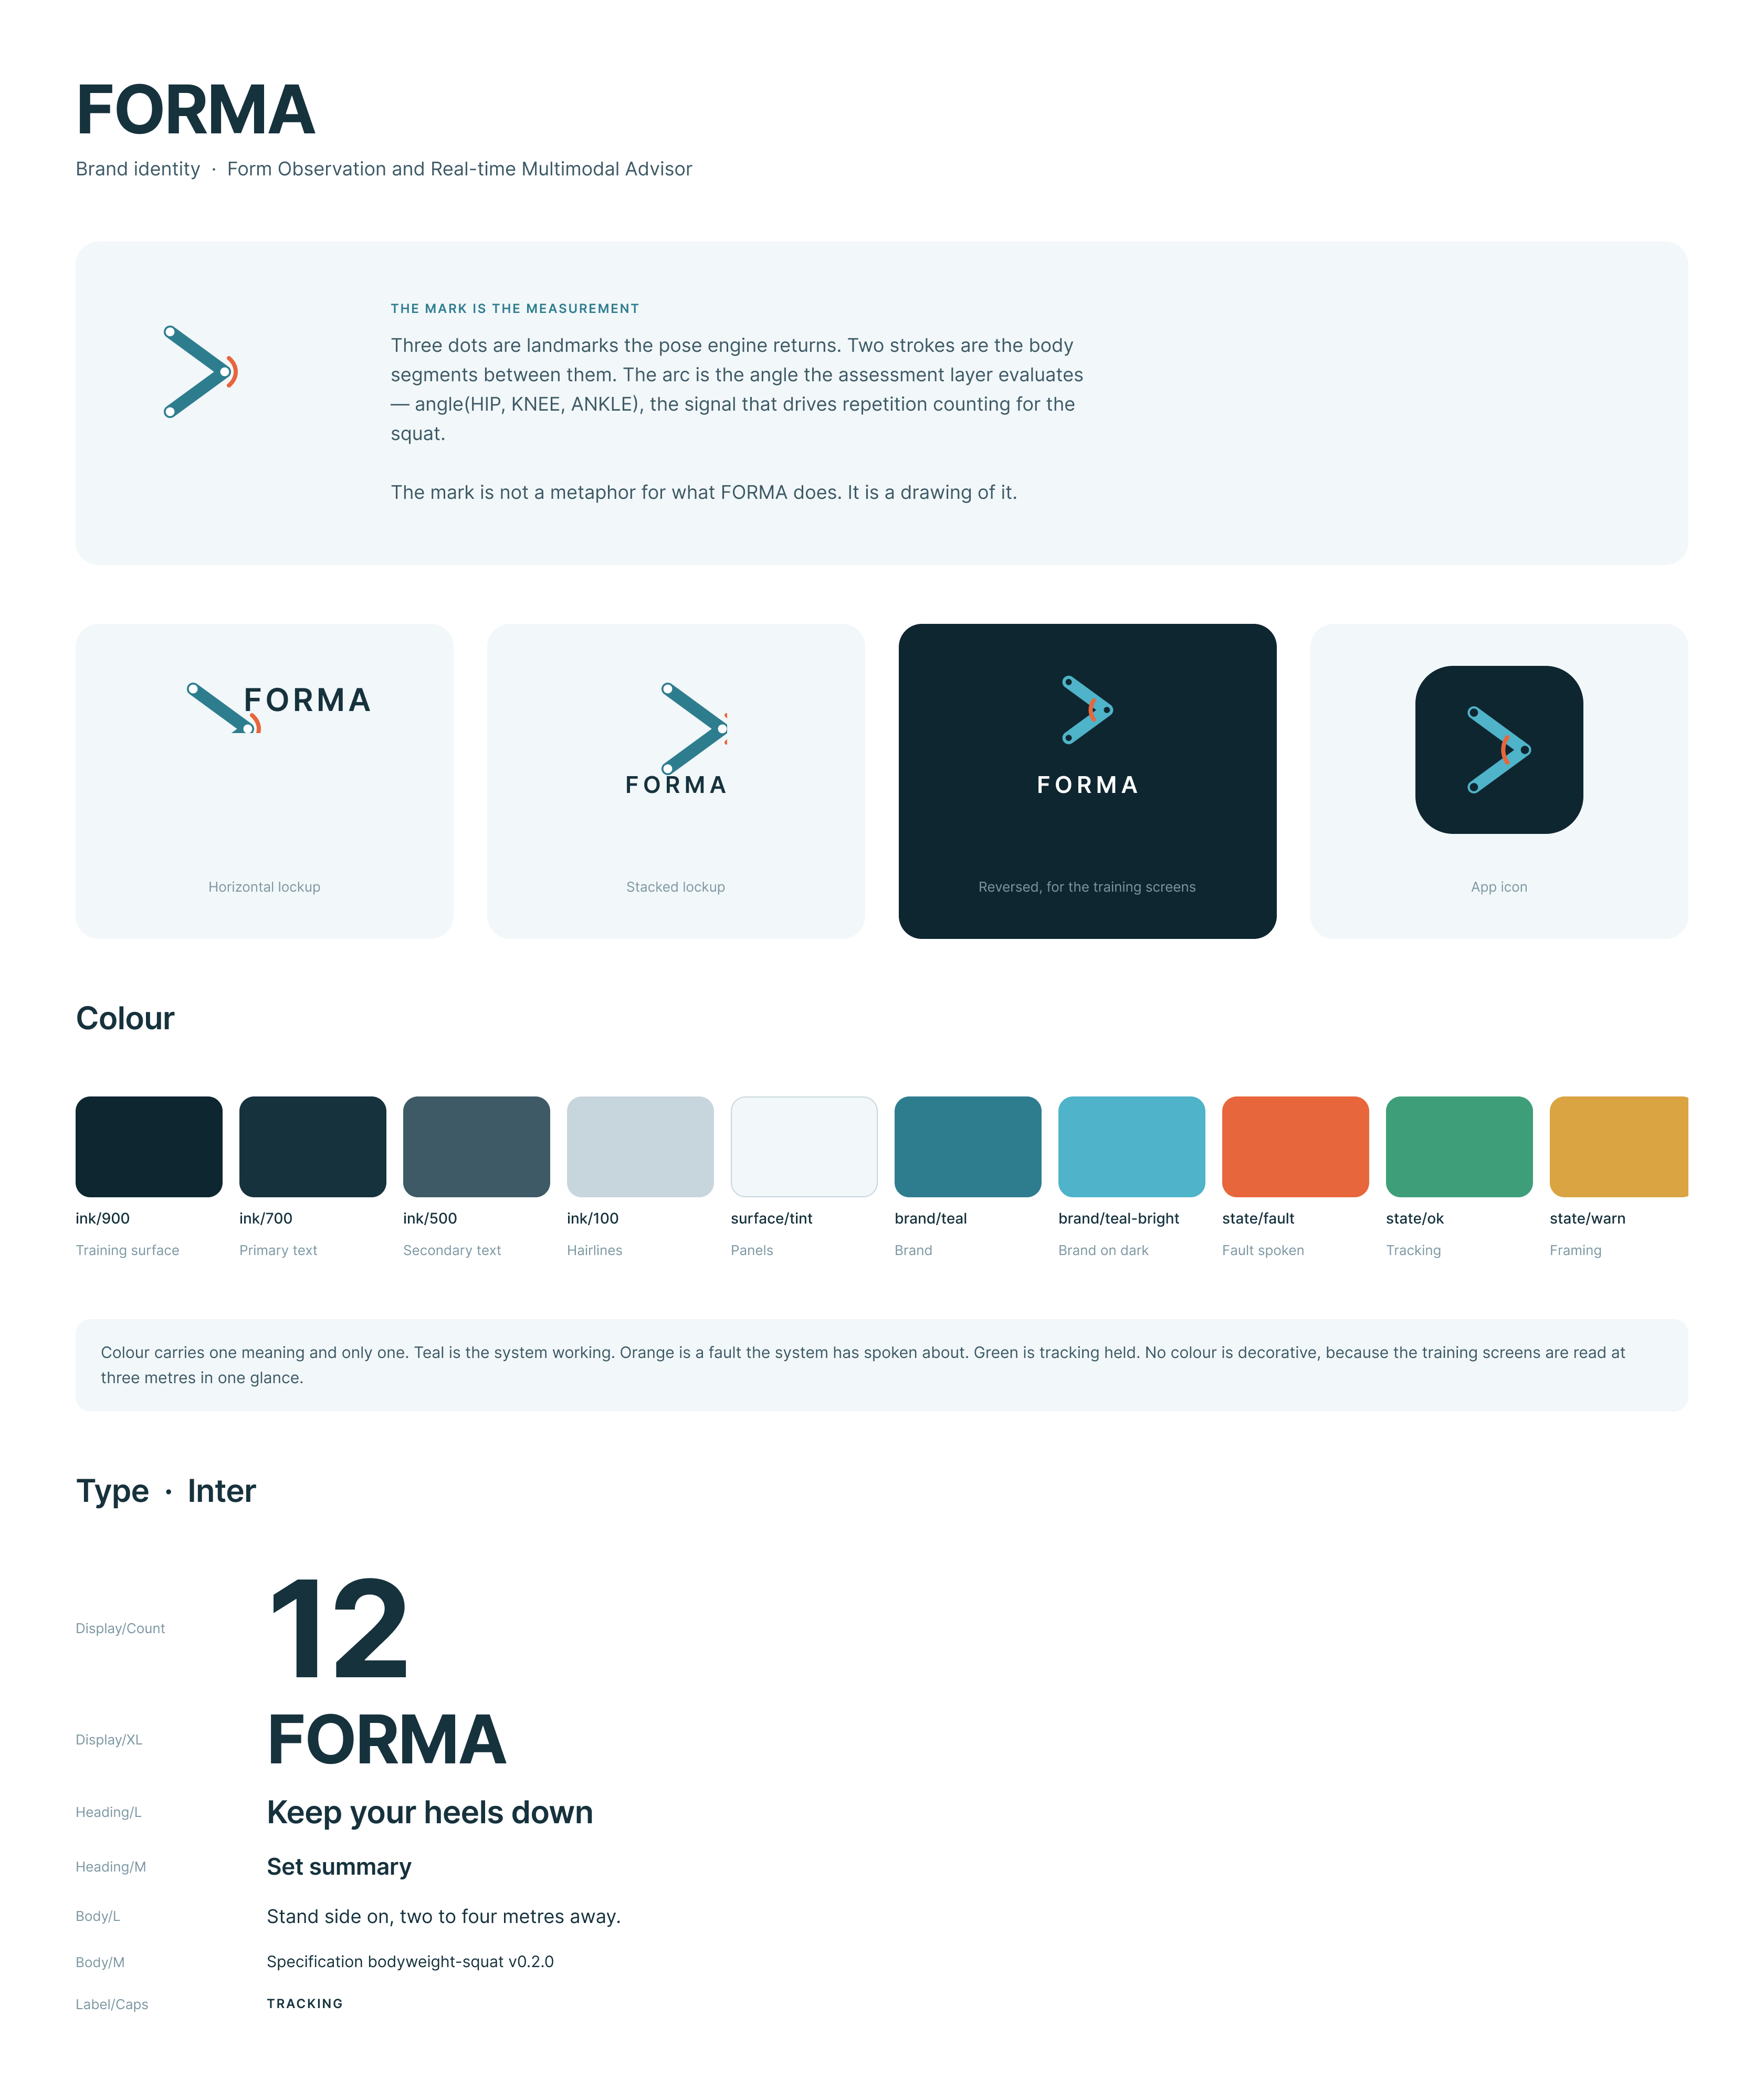 FORMA
Brand identity · Form Observation and Real-time Multimodal Advisor
THE MARK IS THE MEASUREMENT
Three dots are landmarks the pose engine returns. Two strokes are the body
segments between them. The arc is the angle the assessment layer evaluates
— angle(HIP, KNEE, ANKLE), the signal that drives repetition counting for the
squat.
The mark is not a metaphor for what FORMA does. It is a drawing of it.
FORMA
Horizontal lockup
FORMA
Stacked lockup
FORMA
Reversed, for the training screens
App icon
Colour
ink/900
Training surface
ink/700
Primary text
ink/500
Secondary text
ink/100
Hairlines
surface/tint
Panels
brand/teal
Brand
brand/teal-bright
Brand on dark
state/fault
Fault spoken
state/ok
Tracking
state/warn
Framing
Colour carries one meaning and only one. Teal is the system working. Orange is a fault the system has spoken about. Green is tracking held. No colour is decorative, because the training screens are read at
three metres in one glance.
Type · Inter
Display/Count
12
Display/XL
FORMA
Heading/L
Keep your heels down
Heading/M
Set summary
Body/L
Stand side on, two to four metres away.
Body/M
Specification bodyweight-squat v0.2.0
Label/Caps
TRACKING